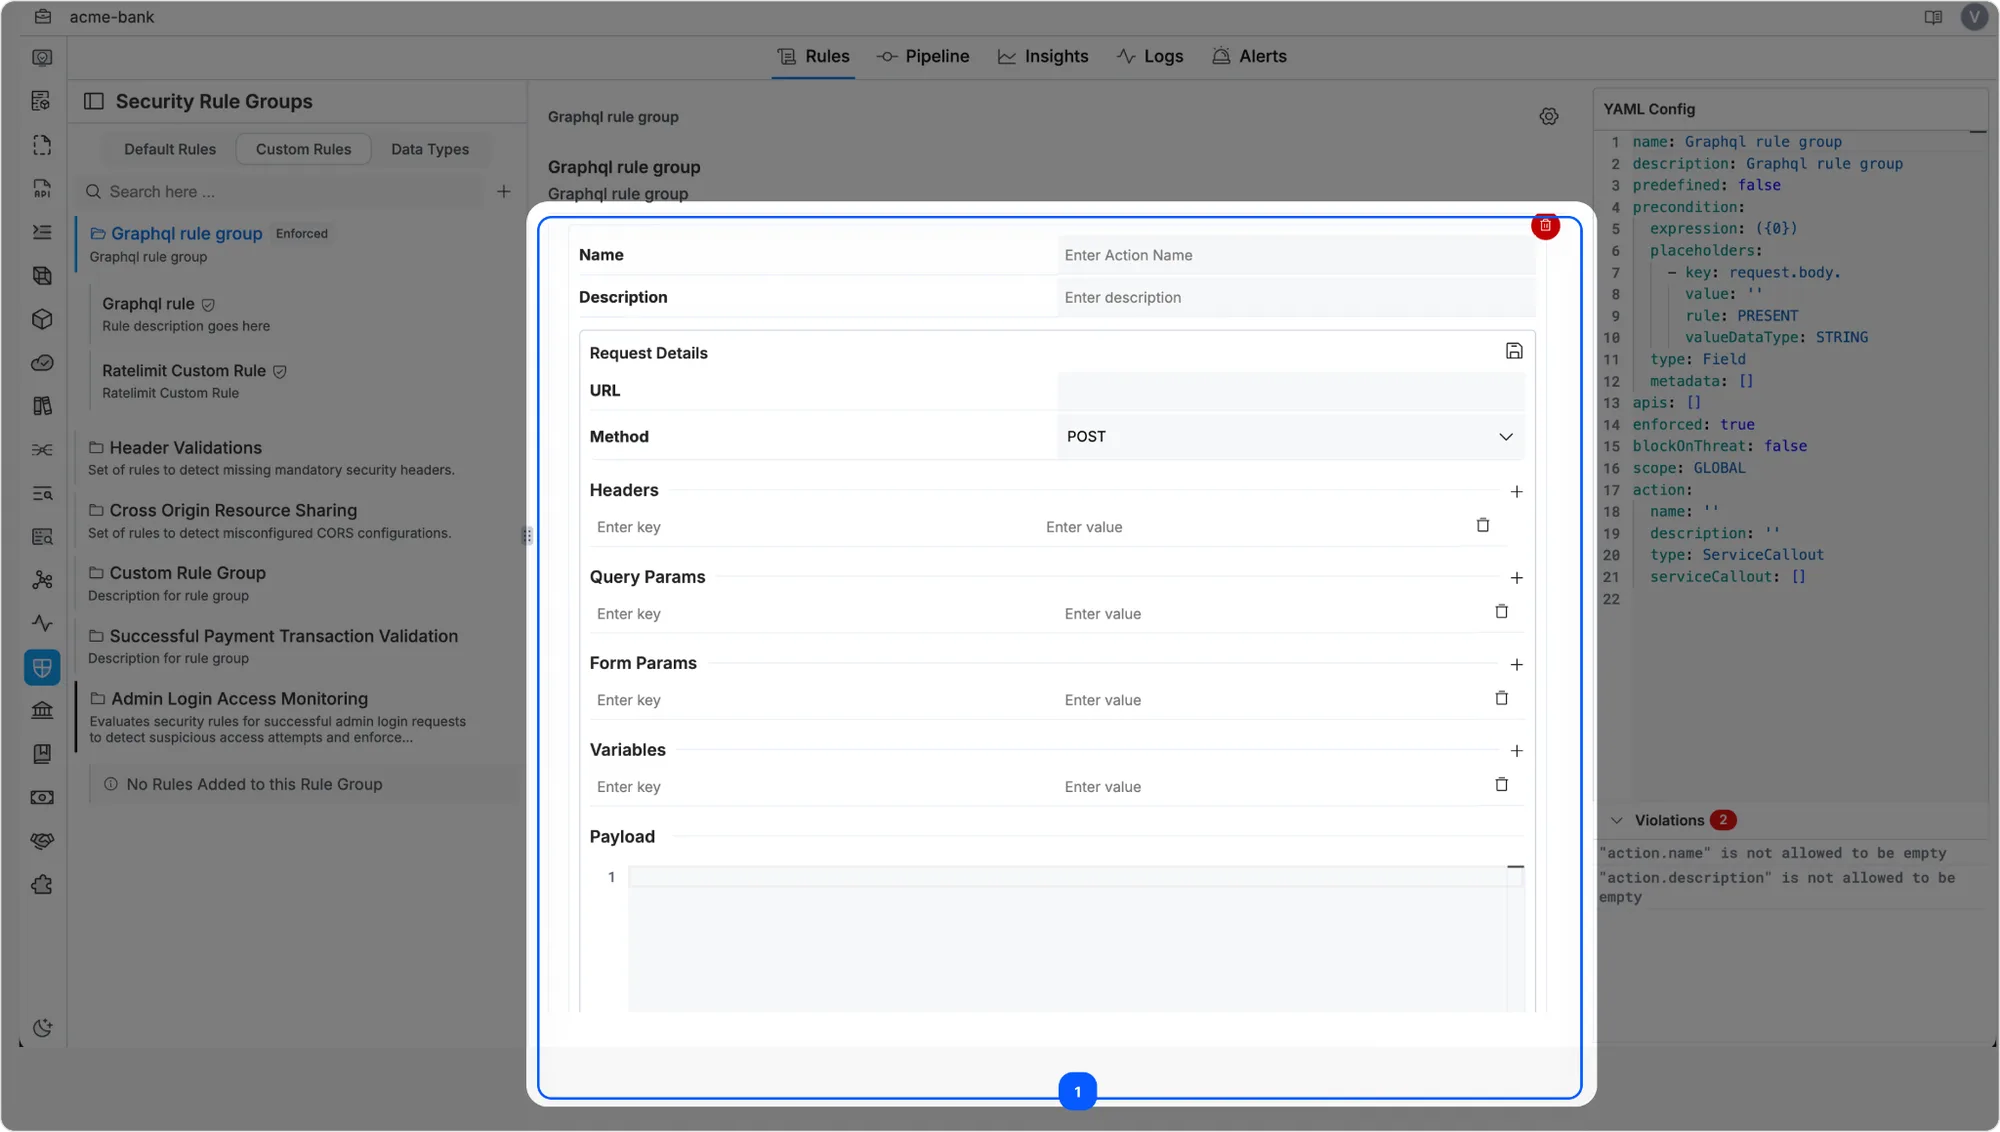 acme-bank
V
Rules
Pipeline
Insights
Logs
Alerts
Security Rule Groups
Default Rules
Custom Rules
Data Types
Search here ...
Graphql rule group
Enforced
Graphql rule group
Graphql rule
Rule description goes here
Ratelimit Custom Rule
Ratelimit Custom Rule
Header Validations
Set of rules to detect missing mandatory security headers.
Cross Origin Resource Sharing
Set of rules to detect misconfigured CORS configurations.
Custom Rule Group
Description for rule group
Successful Payment Transaction Validation
Description for rule group
Admin Login Access Monitoring
Evaluates security rules for successful admin login requests
to detect suspicious access attempts and enforce...
No Rules Added to this Rule Group
API
Graphql rule group
Graphql rule group
Graphql rule group
Name
Enter Action Name
Description
Enter description
Request Details
URL
Method
POST
Headers
Enter key
Enter value
Query Params
Enter key
Enter value
Form Params
Enter key
Enter value
Variables
Enter key
Enter value
Payload
1
1
YAML Config
1 name: Graphql rule group
2 description: Graphql rule group
3 predefined: false
4 precondition:
5 expression: ({0})
6 placeholders:
7 - key: request.body.
8 value: ''
9 rule: PRESENT
10 valueDataType: STRING
11 type: Field
12 metadata: []
13 apis: []
14 enforced: true
15 blockOnThreat: false
16 scope: GLOBAL
17 action:
18 name: ''
19 description: ''
20 type: ServiceCallout
21 serviceCallout: []
22
Violations
2
"action.name" is not allowed to be empty
"action.description" is not allowed to be
empty